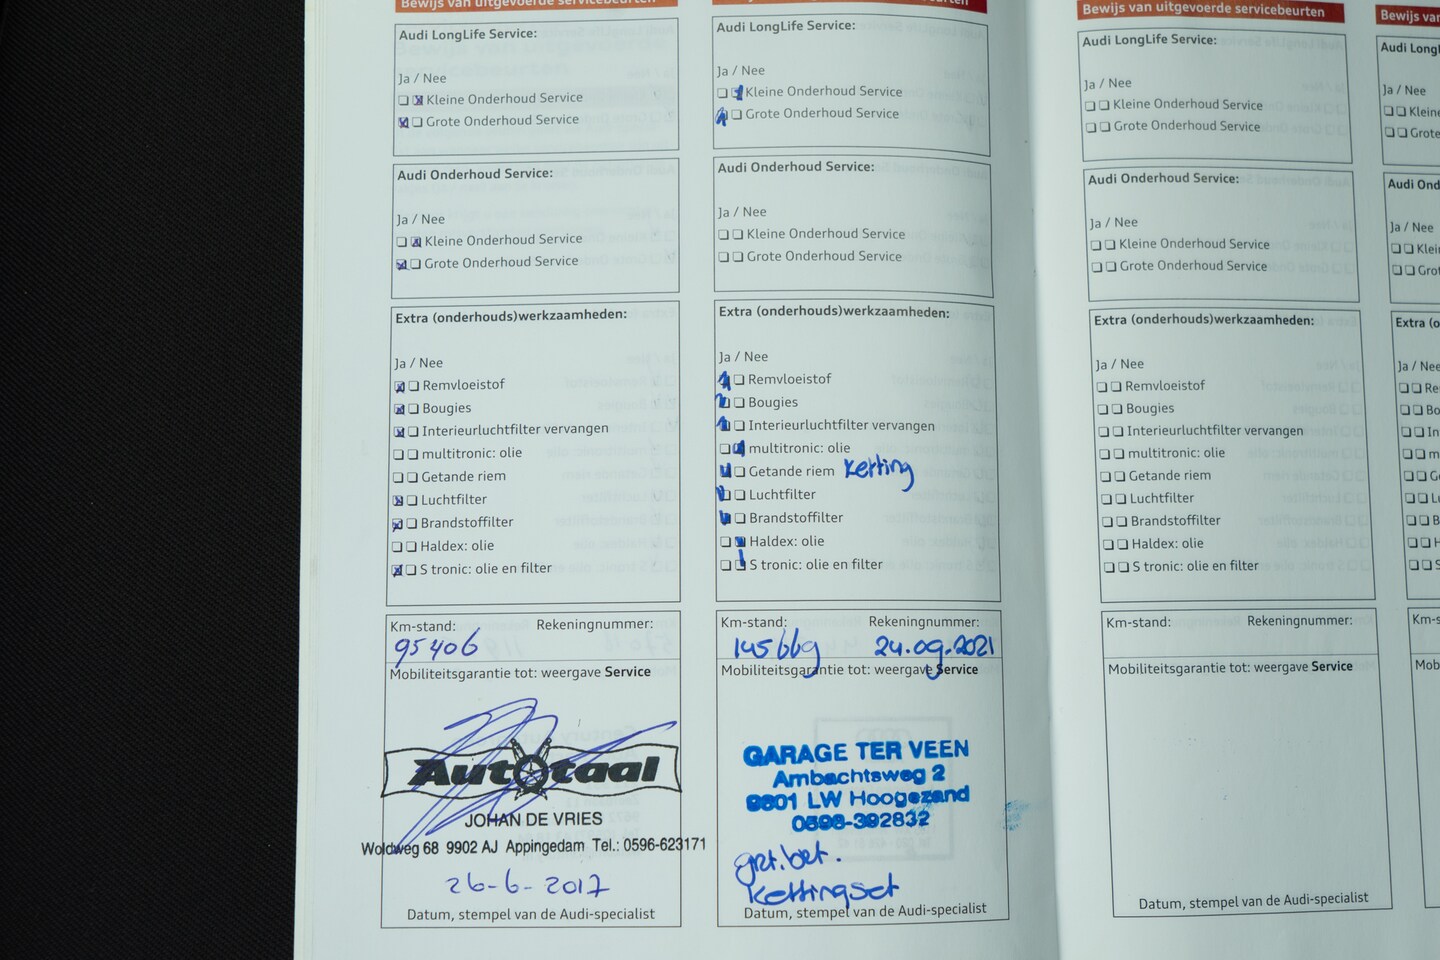 Bewijs van uitgevoerde servicebeurten
Audi LongLife Service:
Ja / Nee
Kleine Onderhoud Service
Grote Onderhoud Service
Audi Onderhoud Service:
Ja / Nee
Kleine Onderhoud Service
Grote Onderhoud Service
Extra (onderhouds)werkzaamheden:
Ja / Nee
Remvloeistof
Bougies
Interieurluchtfilter vervangen
multitronic: olie
Getande riem
Luchtfilter
Brandstoffilter
Haldex: olie
S tronic: olie en filter
Km-stand: Rekeningnummer:
95406
Mobiliteitsgarantie tot: weergave Service
Autotaal
JOHAN DE VRIES
Woldweg 68 9902 AJ Appingedam Tel.: 0596-623171
26-6-2017
Datum, stempel van de Audi-specialist
Audi LongLife Service:
Ja / Nee
Kleine Onderhoud Service
Grote Onderhoud Service
Audi Onderhoud Service:
Ja / Nee
Kleine Onderhoud Service
Grote Onderhoud Service
Extra (onderhouds)werkzaamheden:
Ja / Nee
Remvloeistof
Bougies
Interieurluchtfilter vervangen
multitronic: olie
Getande riem ketting
Luchtfilter
Brandstoffilter
Haldex: olie
S tronic: olie en filter
Km-stand: Rekeningnummer:
145669 24.09.2021
Mobiliteitsgarantie tot: weergave Service
GARAGE TER VEEN
Ambachtsweg 2
9601 LW Hoogezand
0598-392832
kettingset
Datum, stempel van de Audi-specialist
Bewijs van uitgevoerde servicebeurten
Audi LongLife Service:
Ja / Nee
Kleine Onderhoud Service
Grote Onderhoud Service
Audi Onderhoud Service:
Ja / Nee
Kleine Onderhoud Service
Grote Onderhoud Service
Extra (onderhouds)werkzaamheden:
Ja / Nee
Remvloeistof
Bougies
Interieurluchtfilter vervangen
multitronic: olie
Getande riem
Luchtfilter
Brandstoffilter
Haldex: olie
S tronic: olie en filter
Km-stand: Rekeningnummer:
Mobiliteitsgarantie tot: weergave Service
Datum, stempel van de Audi-specialist
Bewijs van
Ja / Nee
Kleine
Grote
Ja / Nee
Extra (o
Ja / Nee